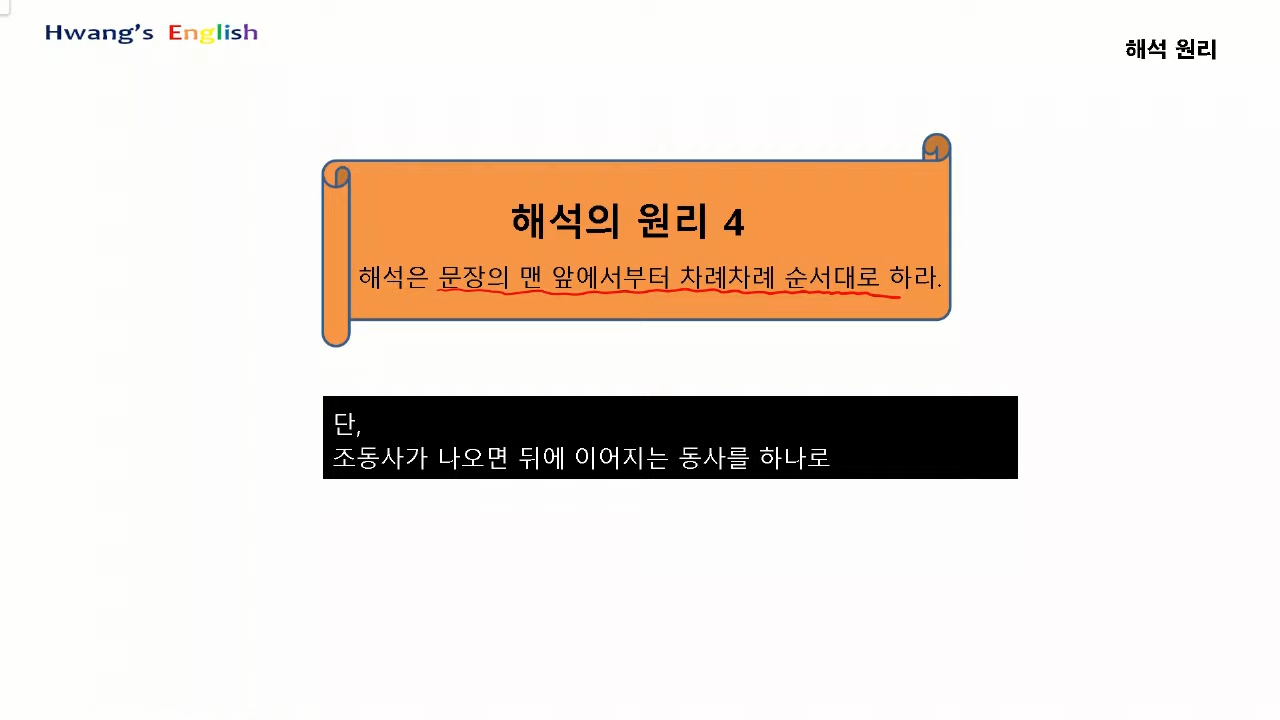 Hwang's English
해석 원리
해석의 원리 4
해석은 문장의 맨 앞에서부터 차례차례 순서대로 하라.
단,
조동사가 나오면 뒤에 이어지는 동사를 하나로